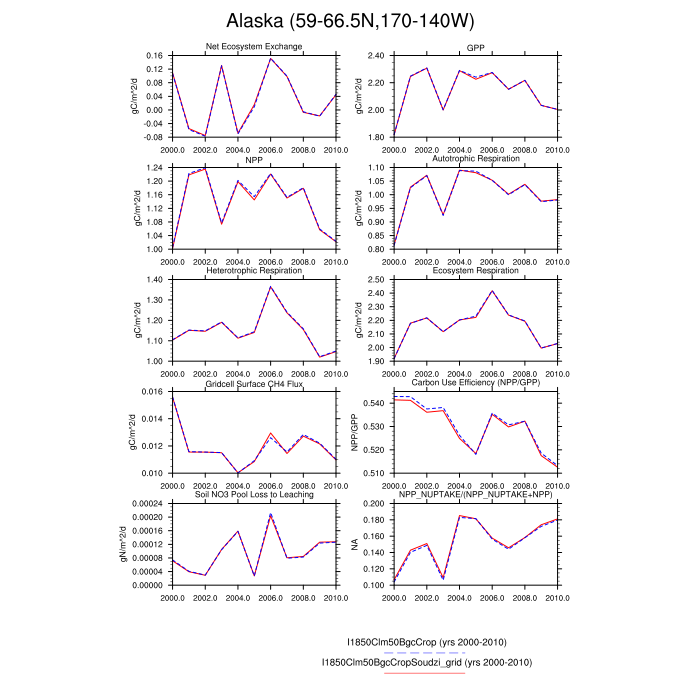 Alaska (59-66.5N,170-140W)
Net Ecosystem Exchange
GPP
gC/m^2/d
0.16
0.12
0.08
0.04
0.00
-0.04
-0.08
2000.0 2002.0 2004.0 2006.0 2008.0 2010.0
gC/m^2/d
2.40
2.20
2.00
1.80
2000.0 2002.0 2004.0 2006.0 2008.0 2010.0
NPP
Autotrophic Respiration
gC/m^2/d
1.24
1.20
1.16
1.12
1.08
1.04
1.00
2000.0 2002.0 2004.0 2006.0 2008.0 2010.0
gC/m^2/d
1.10
1.05
1.00
0.95
0.90
0.85
0.80
2000.0 2002.0 2004.0 2006.0 2008.0 2010.0
Heterotrophic Respiration
Ecosystem Respiration
gC/m^2/d
1.40
1.30
1.20
1.10
1.00
2000.0 2002.0 2004.0 2006.0 2008.0 2010.0
gC/m^2/d
2.50
2.40
2.30
2.20
2.10
2.00
1.90
2000.0 2002.0 2004.0 2006.0 2008.0 2010.0
Gridcell Surface CH4 Flux
Carbon Use Efficiency (NPP/GPP)
gC/m^2/d
0.016
0.014
0.012
0.010
2000.0 2002.0 2004.0 2006.0 2008.0 2010.0
NPP/GPP
0.540
0.530
0.520
0.510
2000.0 2002.0 2004.0 2006.0 2008.0 2010.0
Soil NO3 Pool Loss to Leaching
NPP_NUPTAKE/(NPP_NUPTAKE+NPP)
gN/m^2/d
0.00024
0.00020
0.00016
0.00012
0.00008
0.00004
0.00000
2000.0 2002.0 2004.0 2006.0 2008.0 2010.0
NA
0.200
0.180
0.160
0.140
0.120
0.100
2000.0 2002.0 2004.0 2006.0 2008.0 2010.0
I1850Clm50BgcCrop (yrs 2000-2010)
I1850Clm50BgcCropSoudzi_grid (yrs 2000-2010)